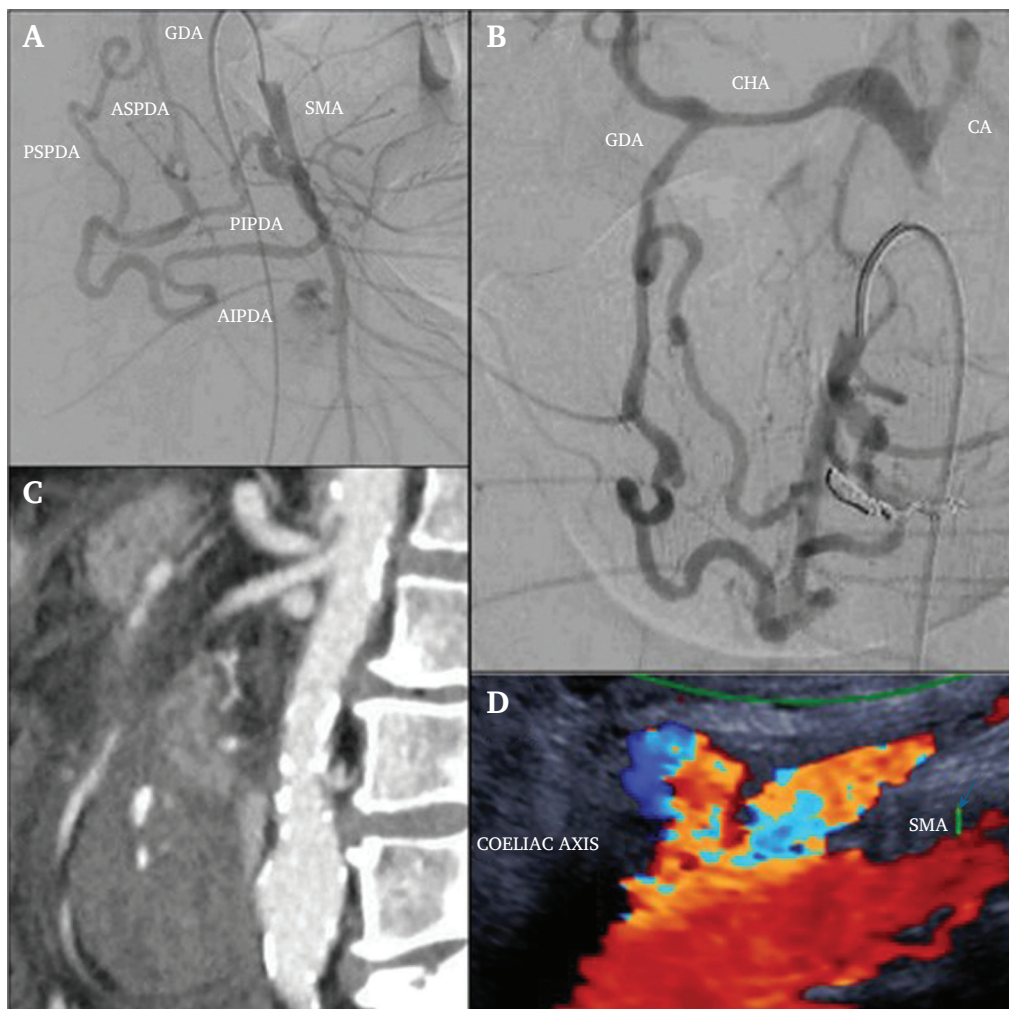 A
GDA
ASPDA
SMA
PSPDA
PIPDA
AIPDA
B
CHA
GDA
CA
C
D
COELIAC AXIS
SMA